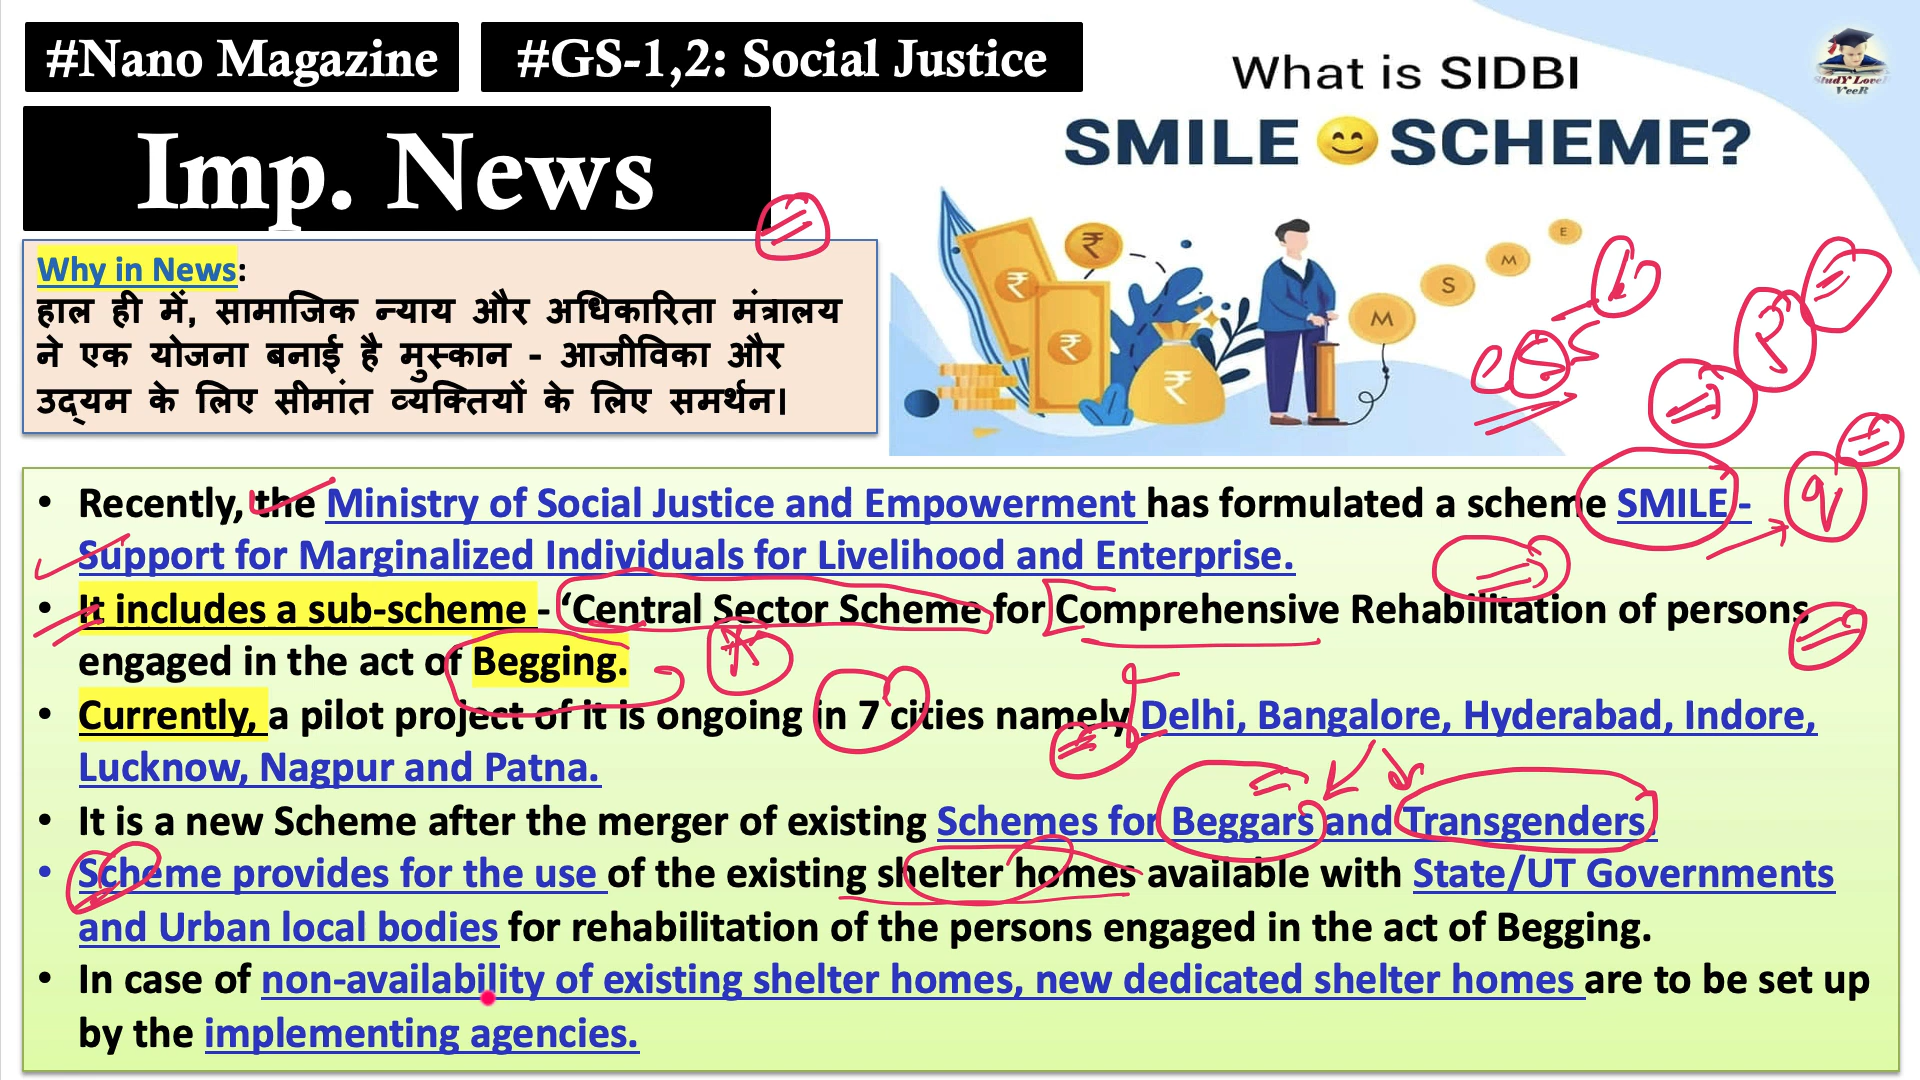 #Nano Magazine
#GS-1,2: Social Justice
What is SIDBI
SMILE SCHEME?
StudY LoveR
VeeR
Imp. News
Why in News:
हाल ही में, सामाजिक न्याय और अधिकारिता मंत्रालय
ने एक योजना बनाई है मुस्कान - आजीविका और
उद्यम के लिए सीमांत व्यक्तियों के लिए समर्थन।
M
S
M
E
• Recently, the Ministry of Social Justice and Empowerment has formulated a scheme SMILE -
Support for Marginalized Individuals for Livelihood and Enterprise.
• It includes a sub-scheme - ‘Central Sector Scheme for Comprehensive Rehabilitation of persons
engaged in the act of Begging.
• Currently, a pilot project of it is ongoing in 7 cities namely Delhi, Bangalore, Hyderabad, Indore,
Lucknow, Nagpur and Patna.
• It is a new Scheme after the merger of existing Schemes for Beggars and Transgenders.
• Scheme provides for the use of the existing shelter homes available with State/UT Governments
and Urban local bodies for rehabilitation of the persons engaged in the act of Begging.
• In case of non-availability of existing shelter homes, new dedicated shelter homes are to be set up
by the implementing agencies.